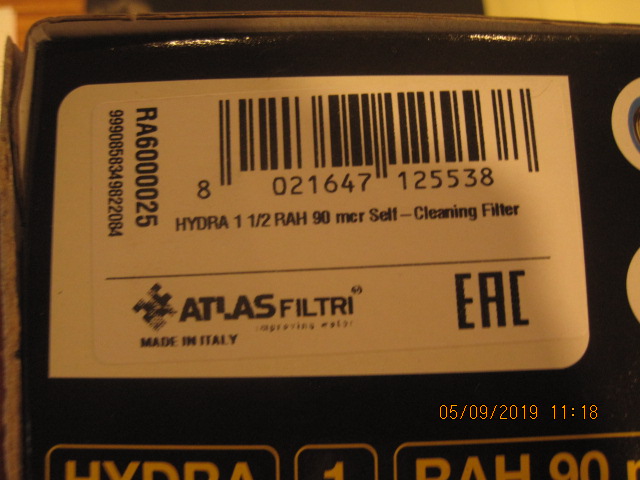 RA6000025
9990858349822084
8 021647 125538
HYDRA 1 1/2 RAH 90 mcr Self-Cleaning Filter
ATLAS FILTRI®
improving water
MADE IN ITALY
EAC
05/09/2019 11:18
HYDRA 1 RAH 90